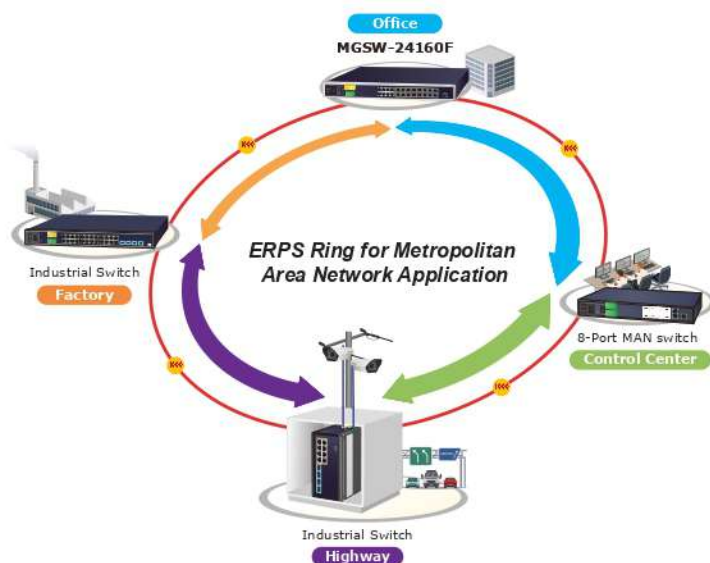 Office
MGSW-24160F
Industrial Switch
Factory
ERPS Ring for Metropolitan
Area Network Application
8-Port MAN switch
Control Center
Industrial Switch
Highway